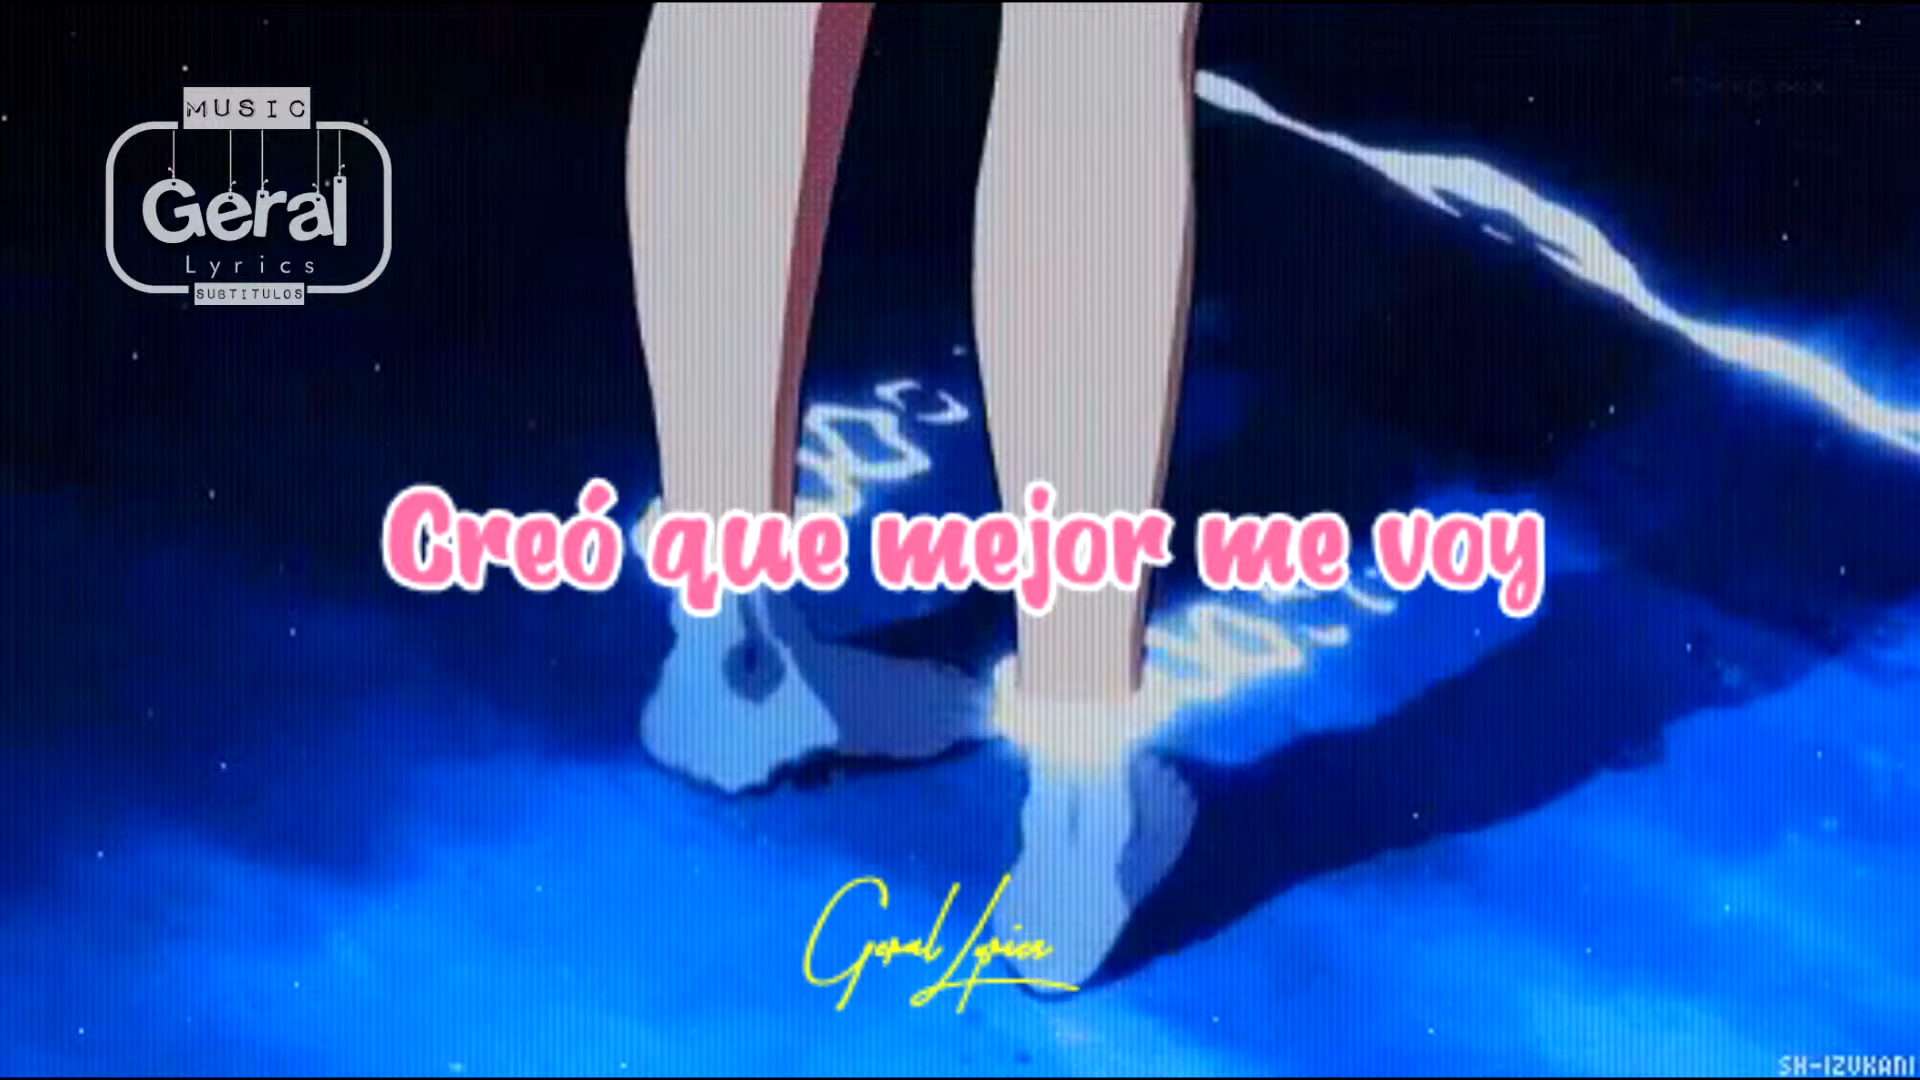 MUSIC
Geral
Lyrics
SUBTITULOS
Creó que mejor me voy
Geral Lyrics
SH-IZUKANI